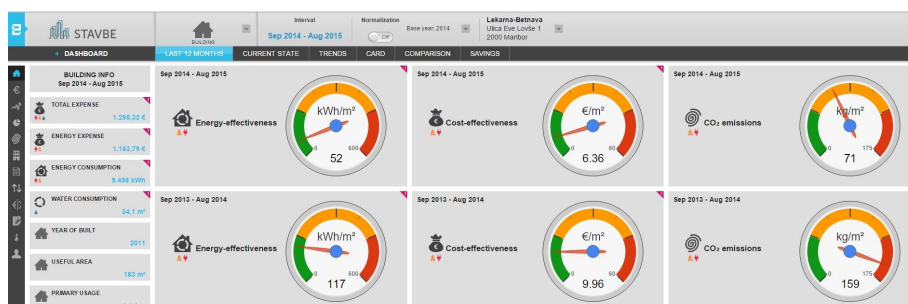 STAVBE
BUILDING
Interval
Sep 2014 - Aug 2015
Normalization
Off
Base year: 2014
Lekarna-Betnava
Ulica Eve Lovše 1
2000 Maribor
DASHBOARD
LAST 12 MONTHS
CURRENT STATE
TRENDS
CARD
COMPARISON
SAVINGS
BUILDING INFO
Sep 2014 - Aug 2015
TOTAL EXPENSE
1.295,32 €
ENERGY EXPENSE
1.163,79 €
ENERGY CONSUMPTION
9.496 kWh
WATER CONSUMPTION
34,1 m³
YEAR OF BUILT
2011
USEFUL AREA
183 m²
PRIMARY USAGE
Sep 2014 - Aug 2015
Energy-effectiveness
kWh/m²
0 600
52
Sep 2014 - Aug 2015
Cost-effectiveness
€/m²
0 60
6.36
Sep 2014 - Aug 2015
CO₂ emissions
kg/m²
0 175
71
Sep 2013 - Aug 2014
Energy-effectiveness
kWh/m²
0 600
117
Sep 2013 - Aug 2014
Cost-effectiveness
€/m²
0 60
9.96
Sep 2013 - Aug 2014
CO₂ emissions
kg/m²
0 175
159